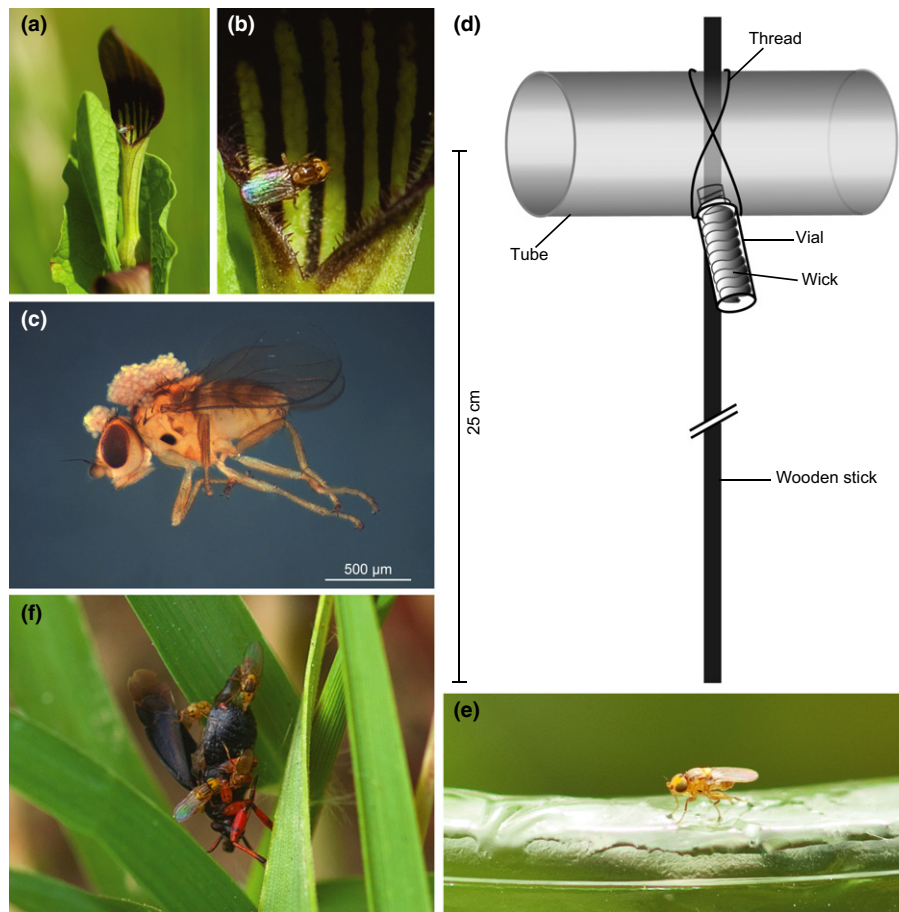 (a)
(b)
(c)
500 µm
(d)
Thread
Tube
Vial
Wick
25 cm
Wooden stick
(f)
(e)